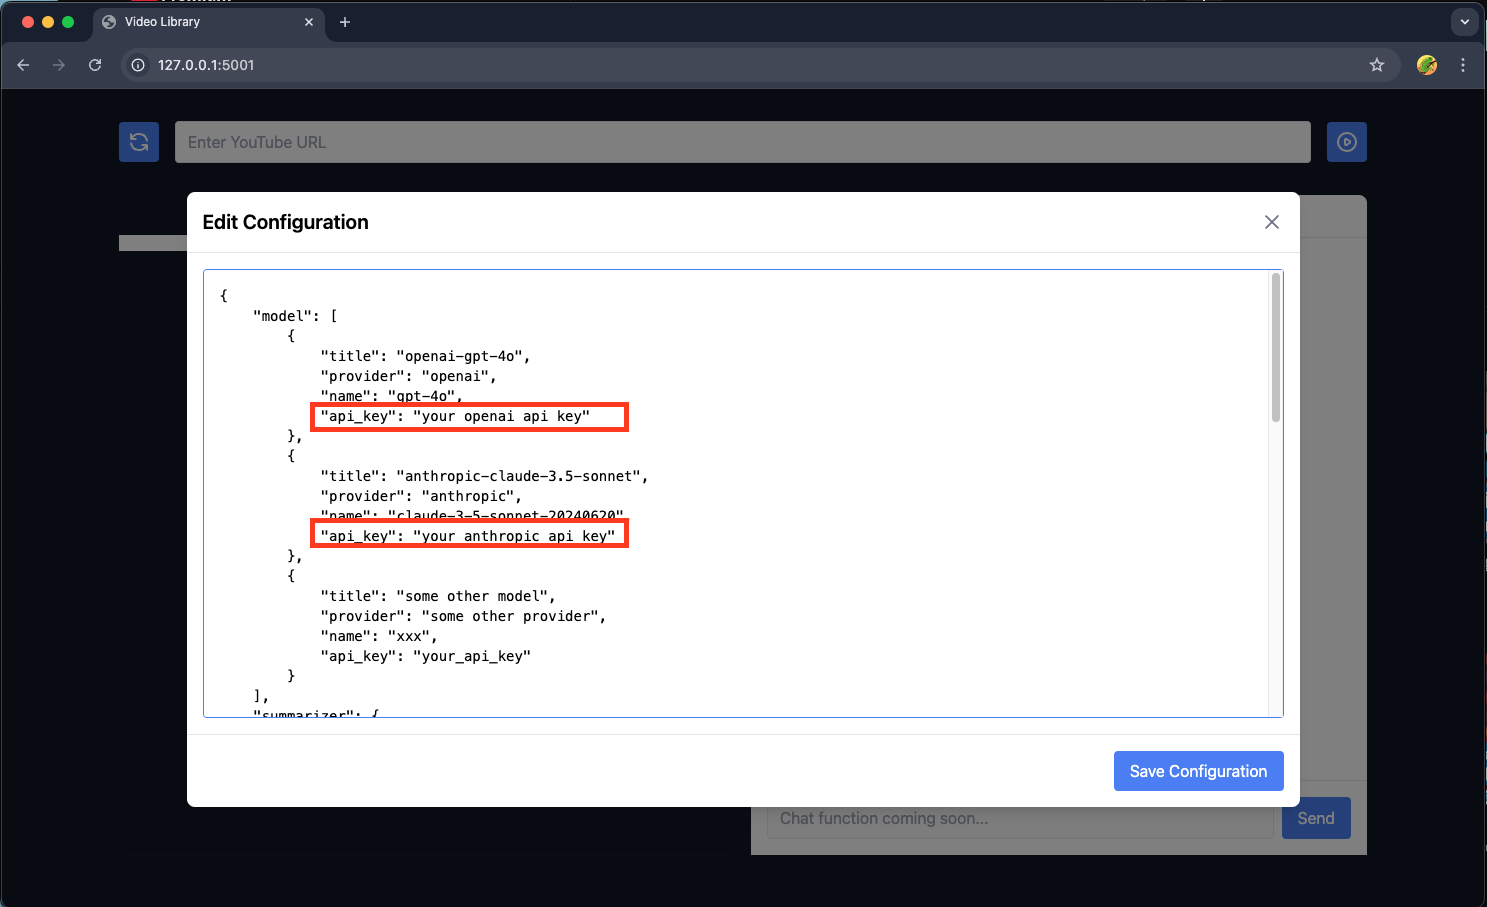 Video Library
127.0.0.1:5001
Enter YouTube URL
Edit Configuration
{
"model": [
{
"title": "openai-gpt-4o",
"provider": "openai",
"name": "gpt-4o",
"api_key": "your openai api key"
},
{
"title": "anthropic-claude-3.5-sonnet",
"provider": "anthropic",
"name": "claude-3-5-sonnet-20240620"
"api_key": "your anthropic api key"
},
{
"title": "some other model",
"provider": "some other provider",
"name": "xxx",
"api_key": "your_api_key"
}
],
"summarizer": {
Save Configuration
Chat function coming soon...
Send